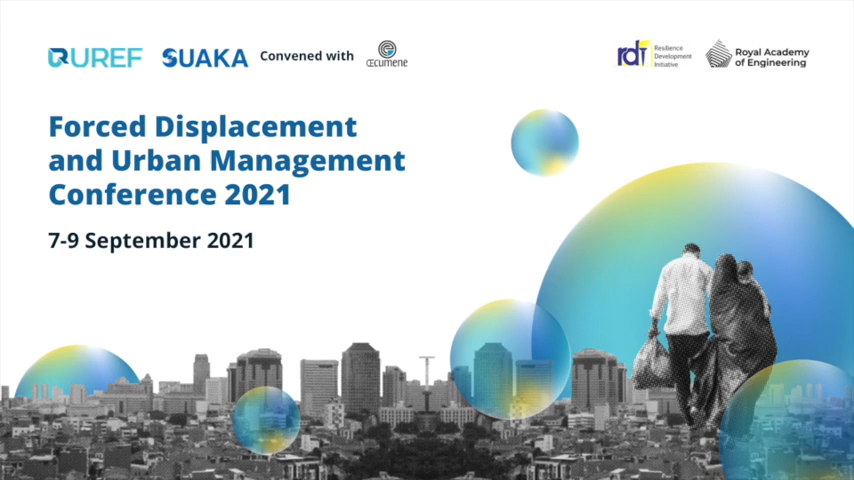 RUREF SUAKA Convened with ŒCUMENE
rdi Resilience Development Initiative
Royal Academy of Engineering
Forced Displacement
and Urban Management
Conference 2021
7-9 September 2021